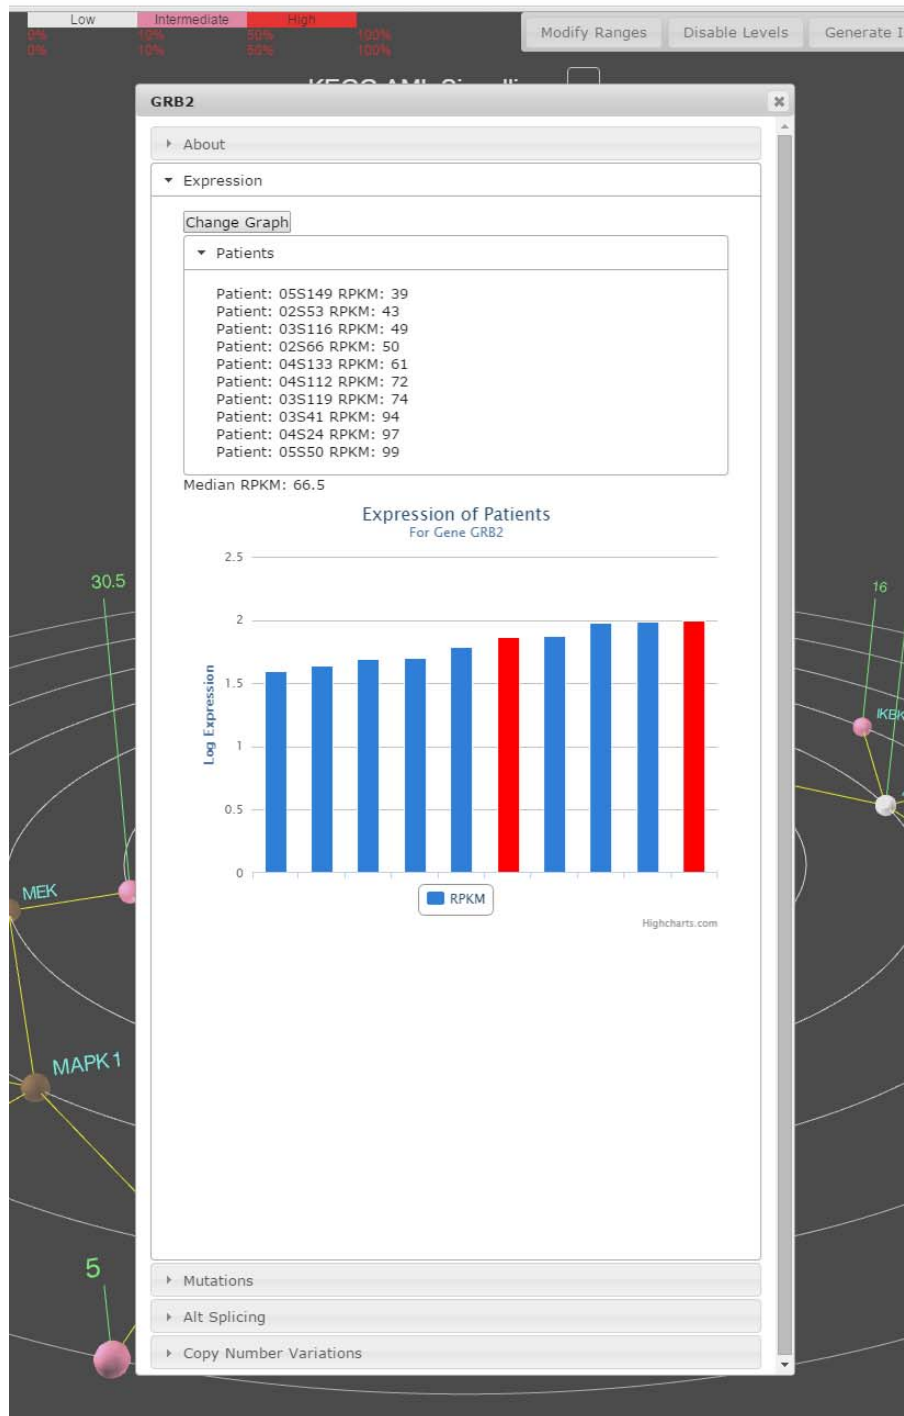 Low Intermediate High
0% 10% 50% 100%
0% 10% 50% 100%
Modify Ranges Disable Levels Generate I
KEGG AML Signalling
GRB2
About
Expression
Change Graph
Patients
Patient: 05S149 RPKM: 39
Patient: 02S53 RPKM: 43
Patient: 03S116 RPKM: 49
Patient: 02S66 RPKM: 50
Patient: 04S133 RPKM: 61
Patient: 04S112 RPKM: 72
Patient: 03S119 RPKM: 74
Patient: 03S41 RPKM: 94
Patient: 04S24 RPKM: 97
Patient: 05S50 RPKM: 99
Median RPKM: 66.5
Expression of Patients
For Gene GRB2
2.5
2
1.5
1
0.5
0
Log Expression
RPKM
Highcharts.com
30.5
16
IKBK
MEK
MAPK1
5
Mutations
Alt Splicing
Copy Number Variations